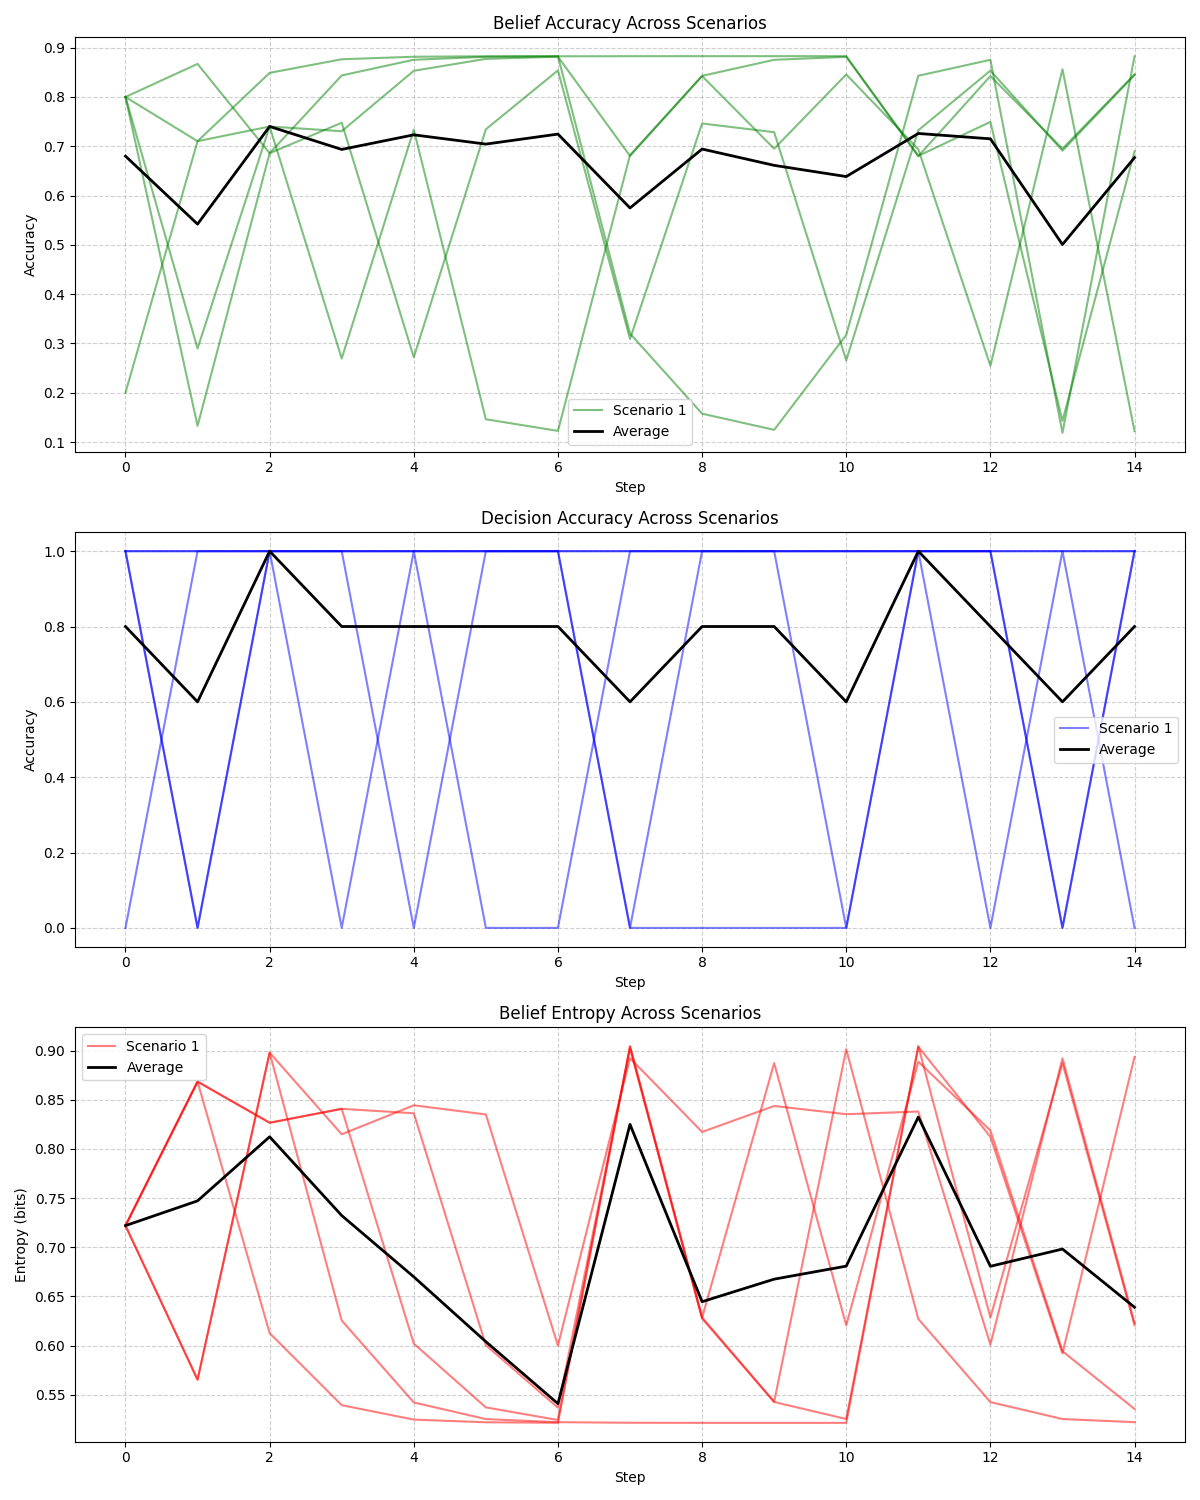 Belief Accuracy Across Scenarios
0.9
0.8
0.7
0.6
0.5
0.4
0.3
0.2
0.1
Accuracy
Scenario 1
Average
0 2 4 6 8 10 12 14
Step
Decision Accuracy Across Scenarios
1.0
0.8
0.6
0.4
0.2
0.0
Accuracy
Scenario 1
Average
0 2 4 6 8 10 12 14
Step
Belief Entropy Across Scenarios
Scenario 1
Average
0.90
0.85
0.80
0.75
0.70
0.65
0.60
0.55
Entropy (bits)
0 2 4 6 8 10 12 14
Step